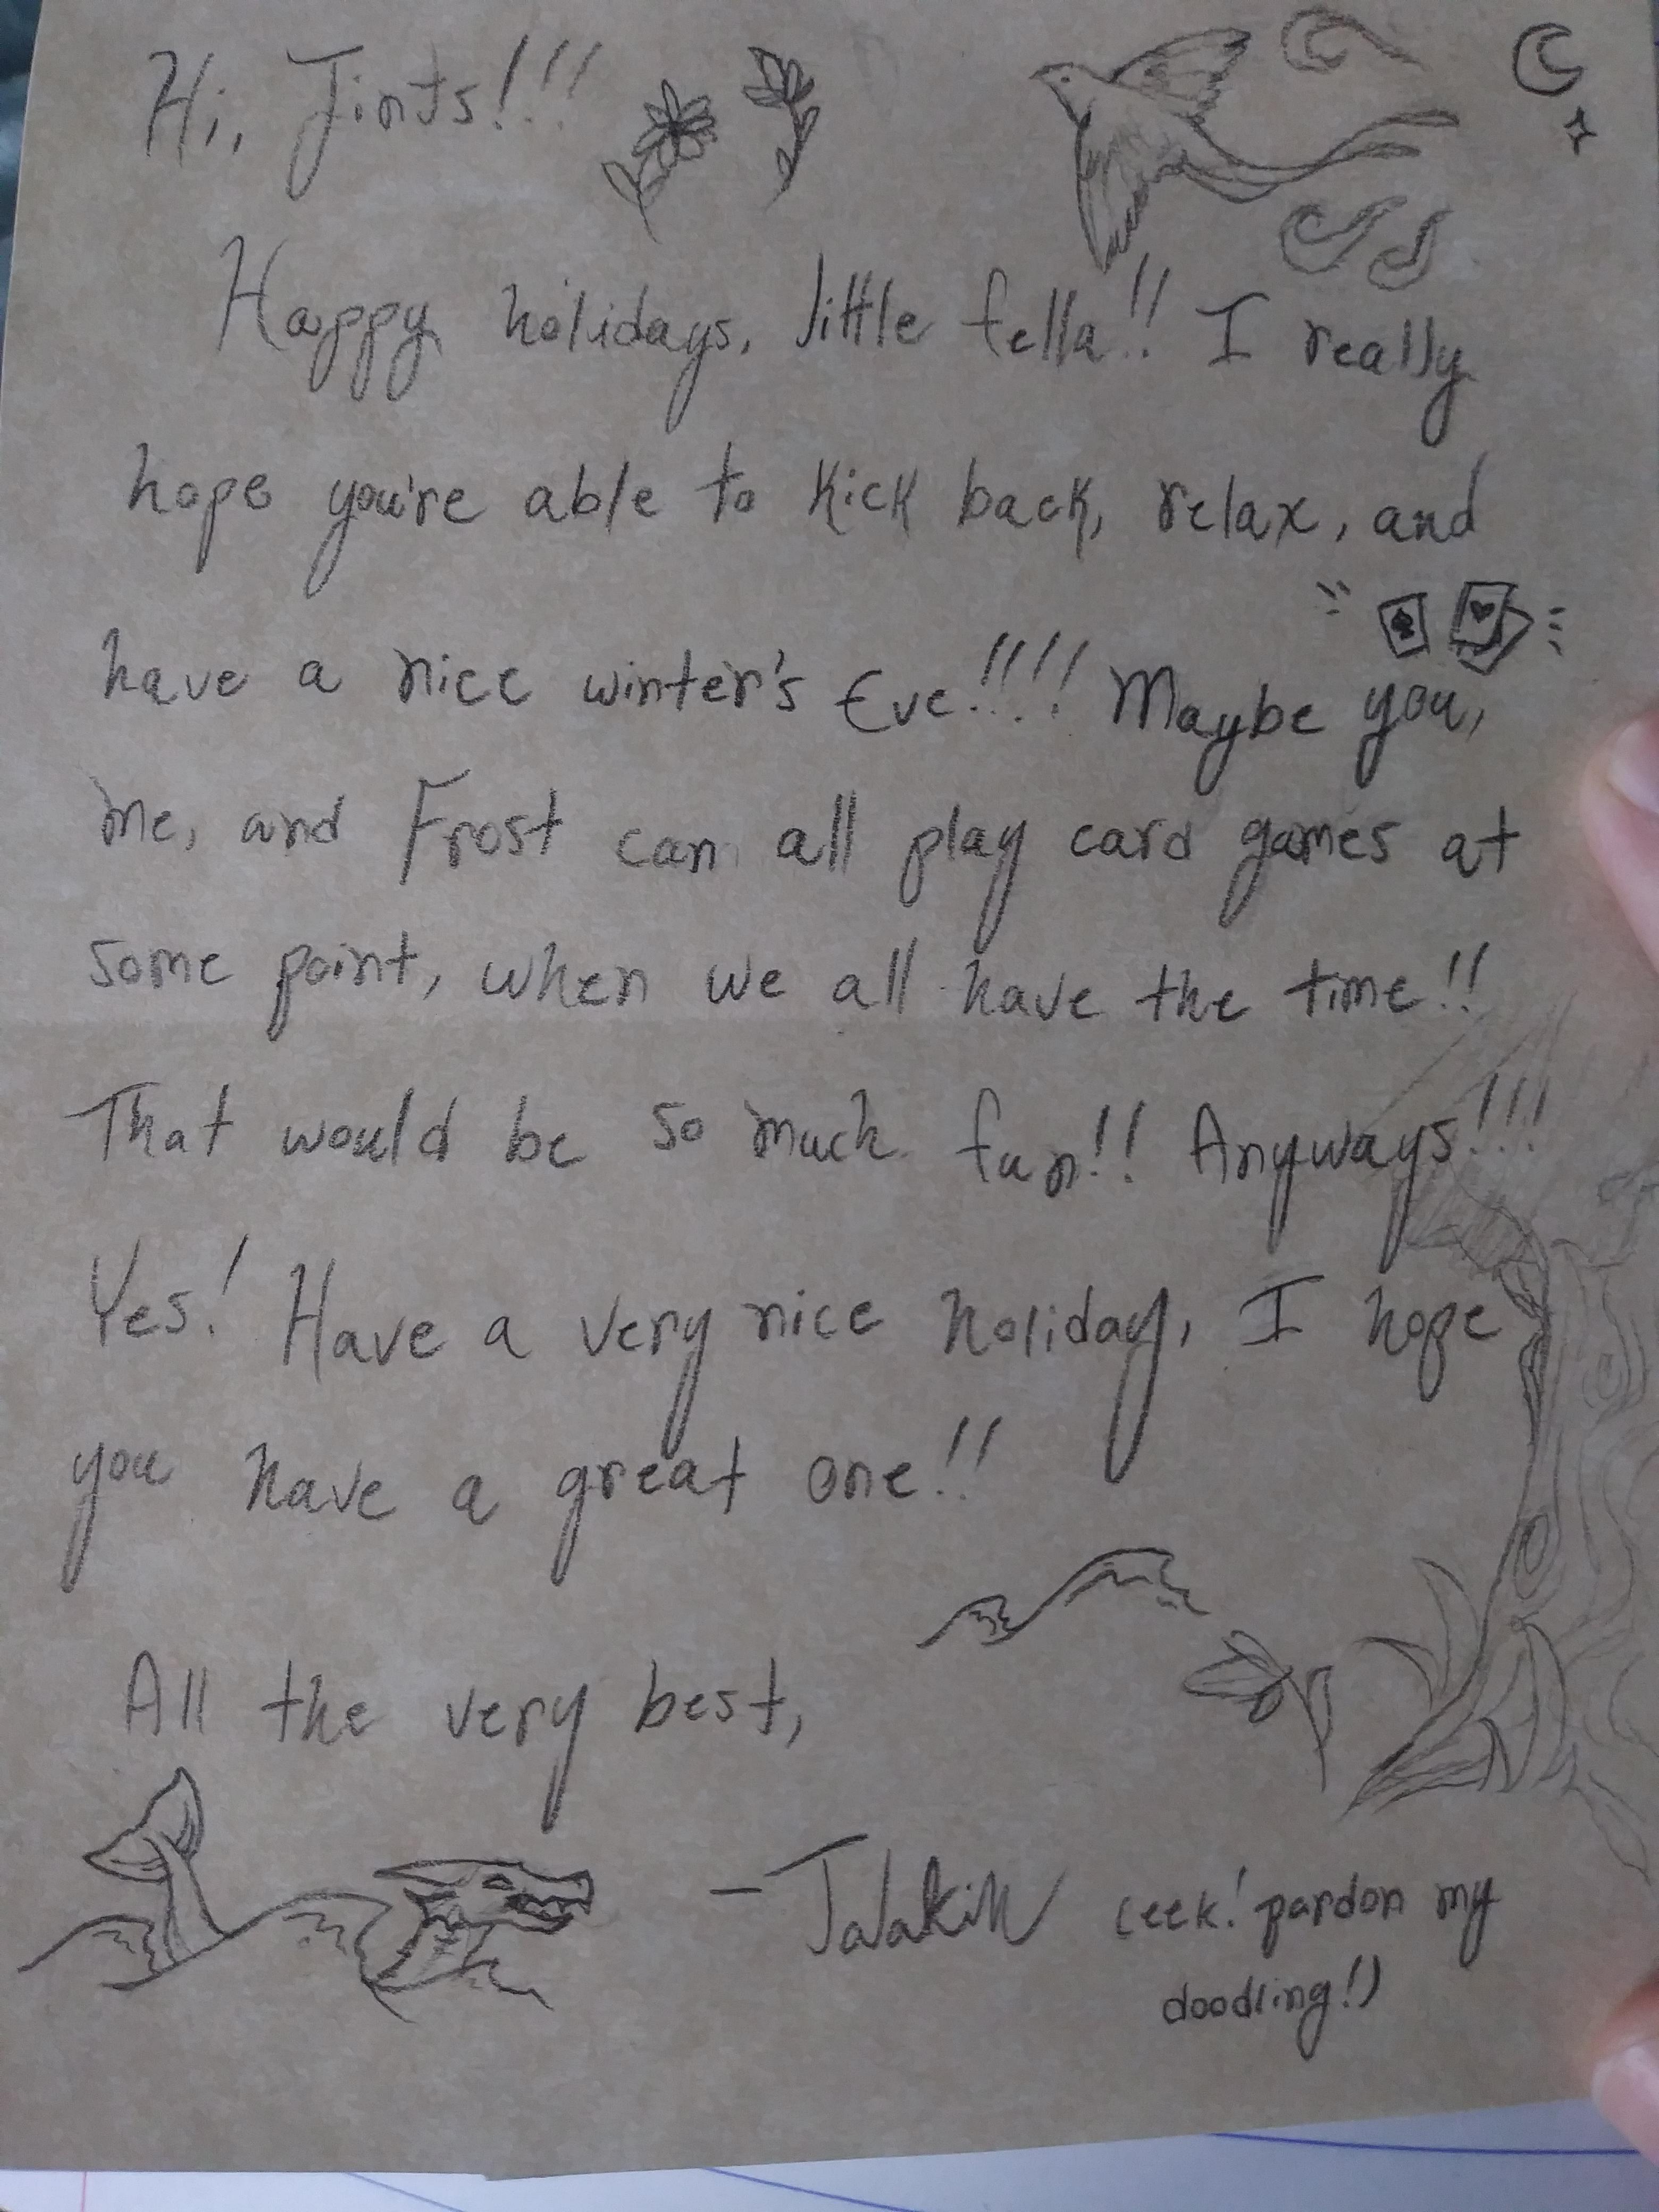 Hi, Jints!!!
Happy holidays, little fella!! I really
hope you're able to kick back, relax, and
have a nice winter's Eve!!!! Maybe you,
me, and Frost can all play card games at
some point, when we all have the time!!
That would be so much fun!! Anyways!!!
Yes! Have a very nice holiday, I hope
you have a great one!!
All the very best,
- Jalakin (eek! pardon my
doodling!)